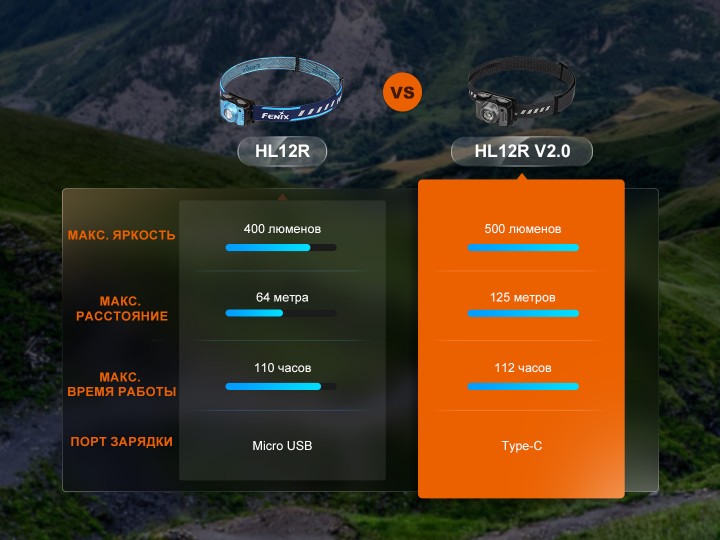 FENIX
VS
HL12R
HL12R V2.0
МАКС. ЯРКОСТЬ
400 люменов
500 люменов
МАКС.
РАССТОЯНИЕ
64 метра
125 метров
МАКС.
ВРЕМЯ РАБОТЫ
110 часов
112 часов
ПОРТ ЗАРЯДКИ
Micro USB
Type-C